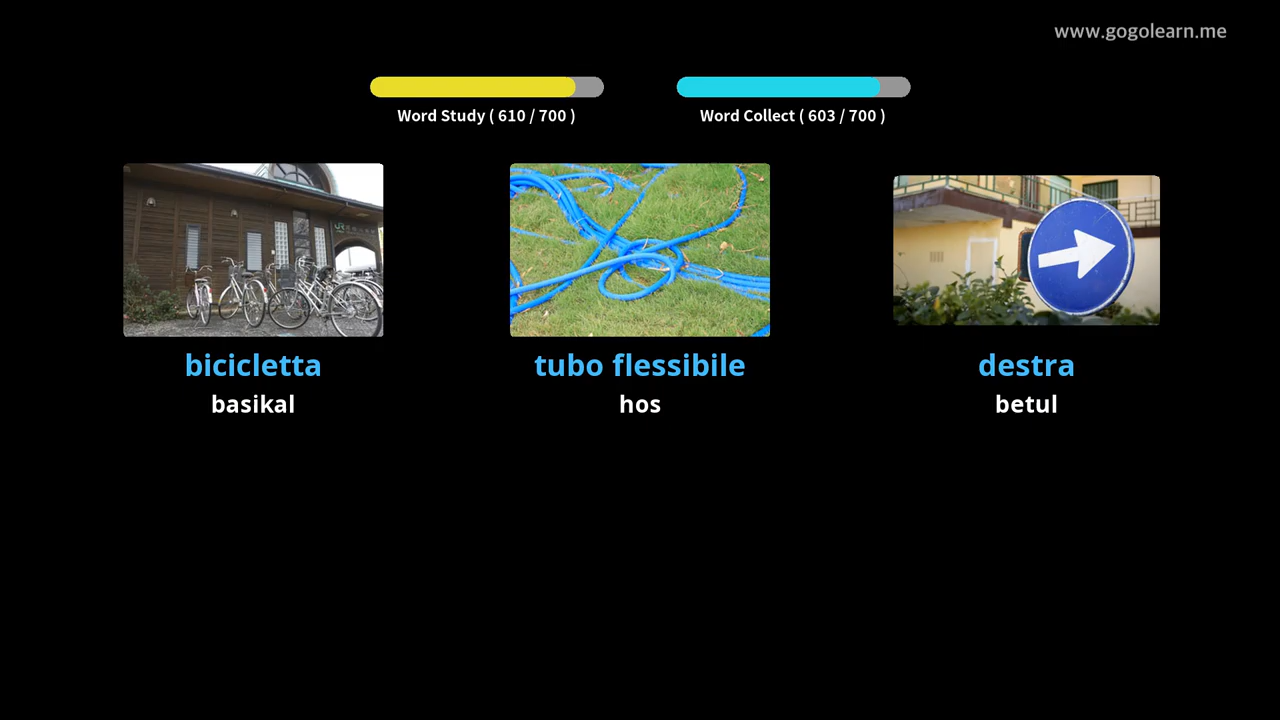 www.gogolearn.me
Word Study ( 610 / 700 )
Word Collect ( 603 / 700 )
bicicletta
basikal
tubo flessibile
hos
destra
betul